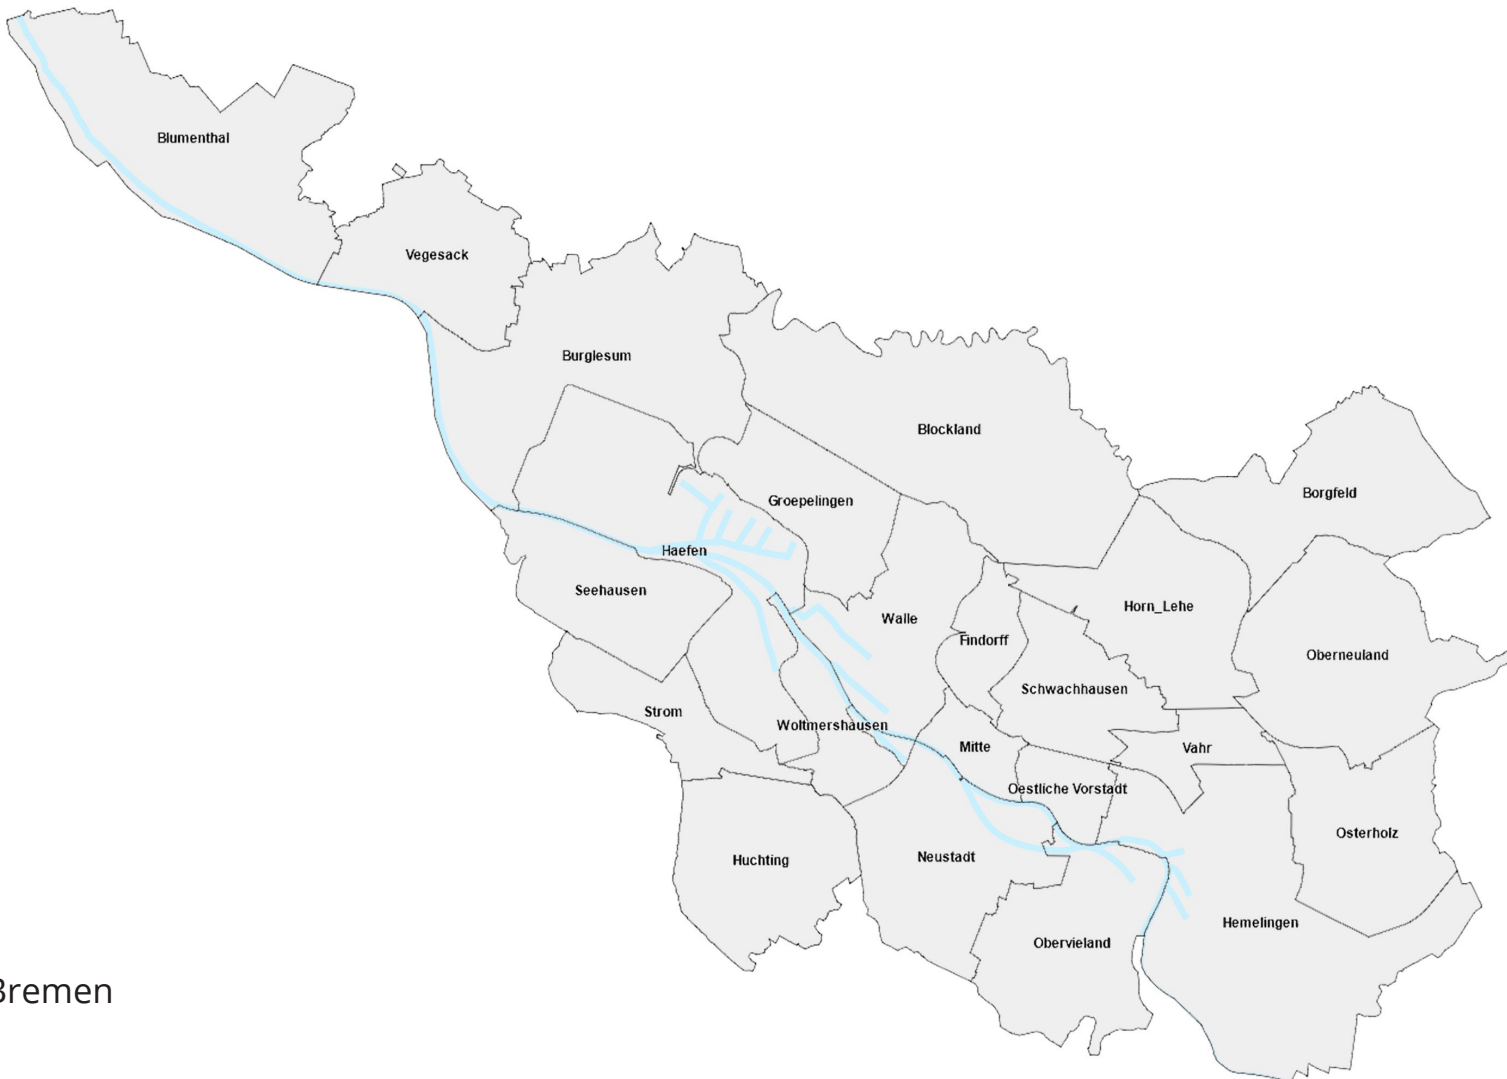 Blumenthal
Vegesack
Burglesum
Blockland
Borgfeld
Groepelingen
Haefen
Seehausen
Horn_Lehe
Walle
Findorff
Oberneuland
Schwachhausen
Strom
Woltmershausen
Mitte
Vahr
Oestliche Vorstadt
Osterholz
Huchting
Neustadt
Hemelingen
Obervieland
Bremen